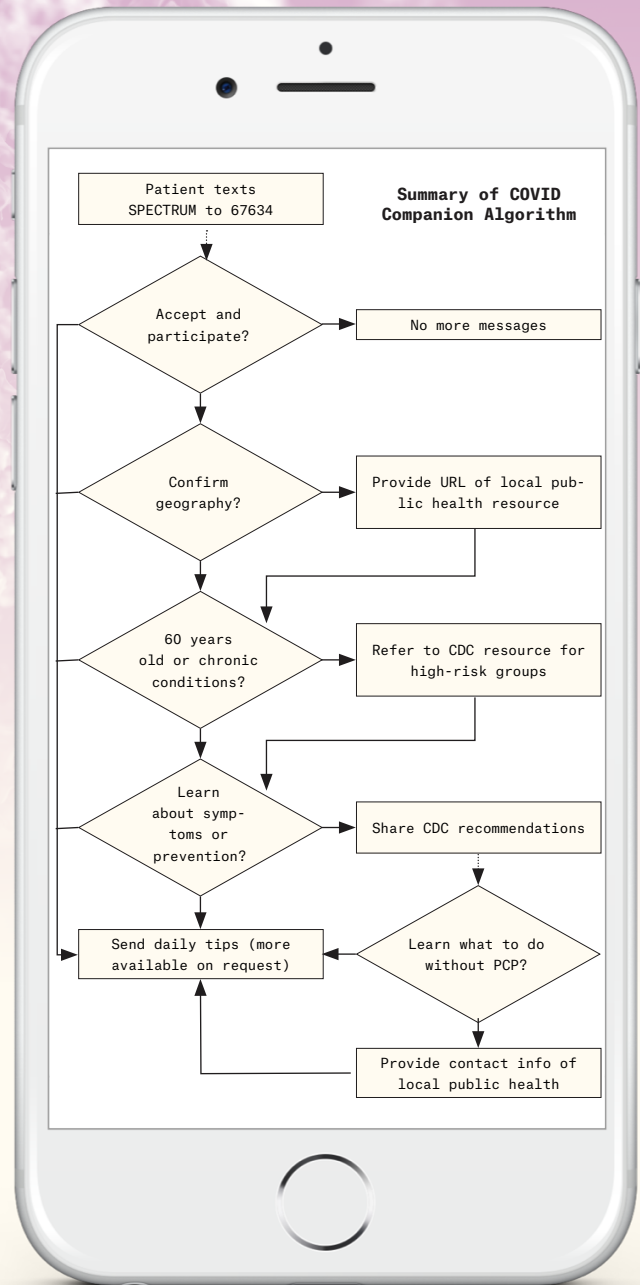 Patient texts
SPECTRUM to 67634
Summary of COVID
Companion Algorithm
Accept and
participate?
No more messages
Confirm
geography?
Provide URL of local pub-
lic health resource
60 years
old or chronic
conditions?
Refer to CDC resource for
high-risk groups
Learn
about symp-
toms or
prevention?
Share CDC recommendations
Send daily tips (more
available on request)
Learn what to do
without PCP?
Provide contact info of
local public health